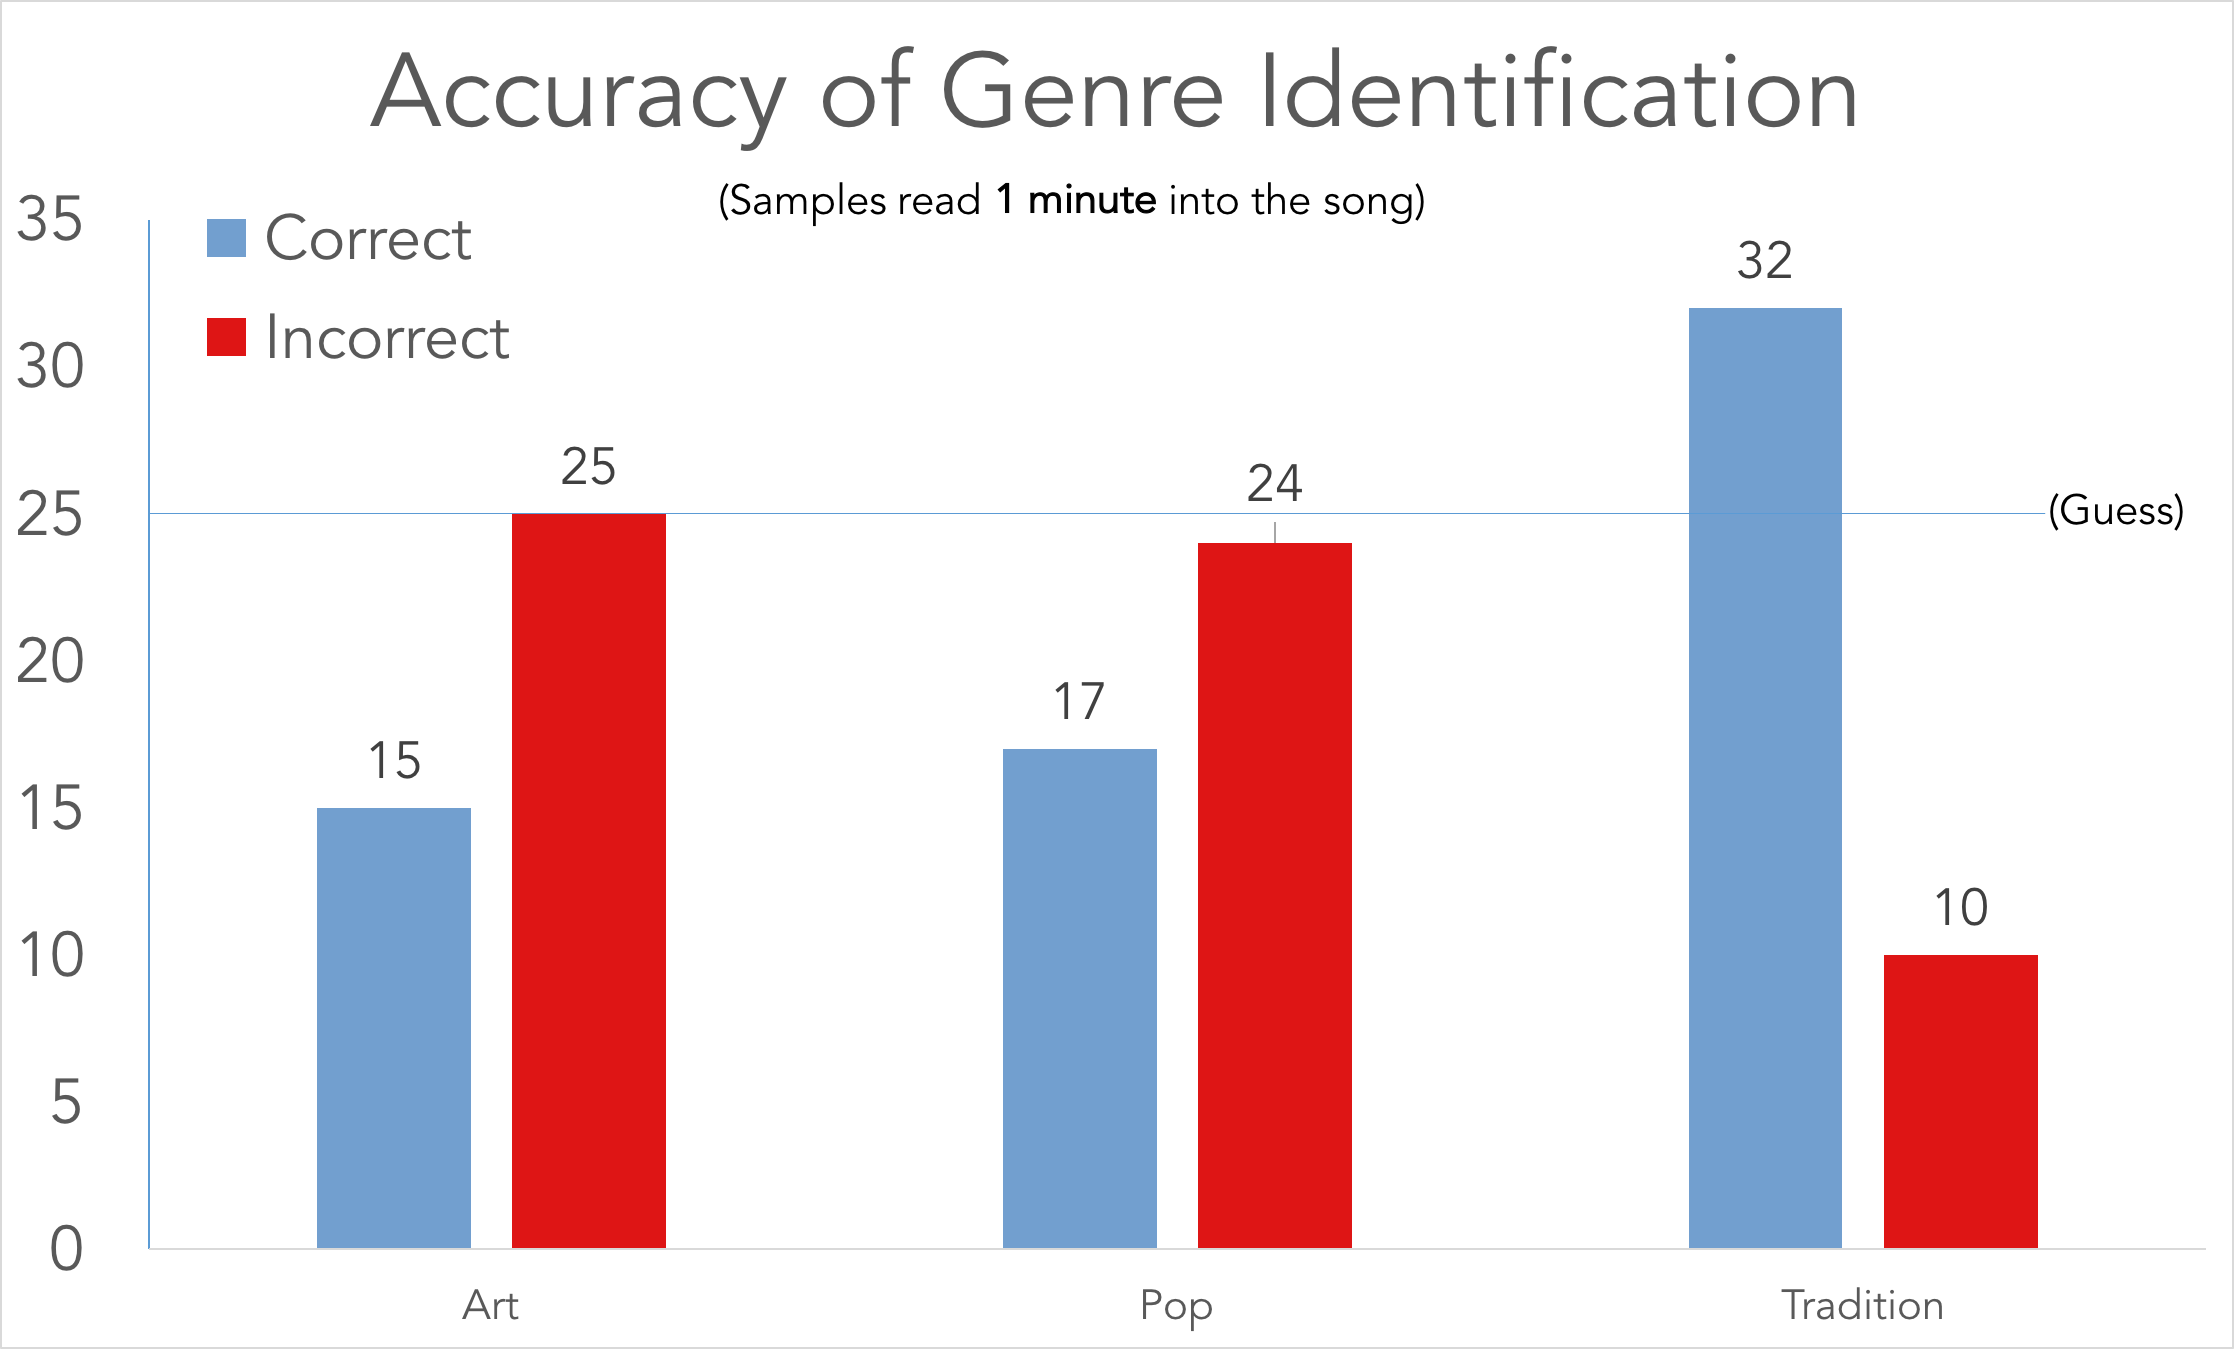 Accuracy of Genre Identification
(Samples read 1 minute into the song)
Correct
Incorrect
35
30
25
20
15
10
5
0
15
25
17
24
32
10
(Guess)
Art
Pop
Tradition